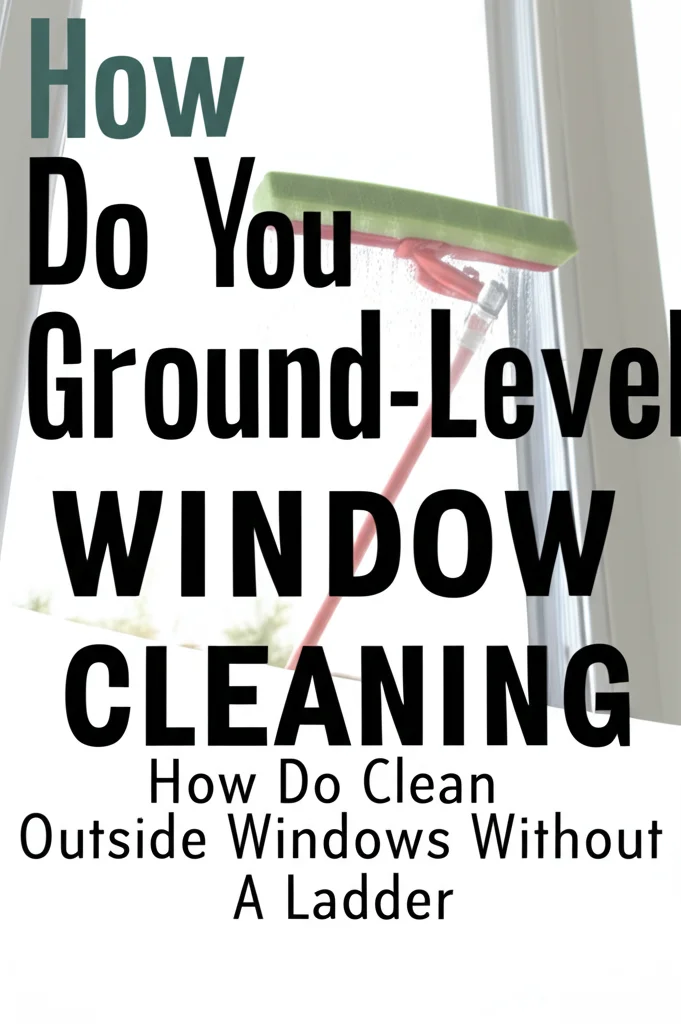 How
Do You
Ground-Level
WINDOW
CLEANING
How Do Clean
Outside Windows Without
A Ladder